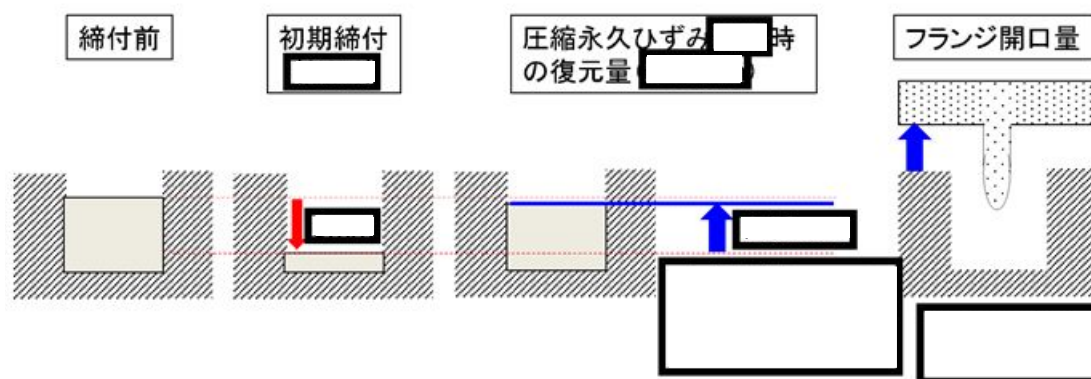 締付前
初期締付
圧縮永久ひずみ 時
の復元量( )
フランジ開口量